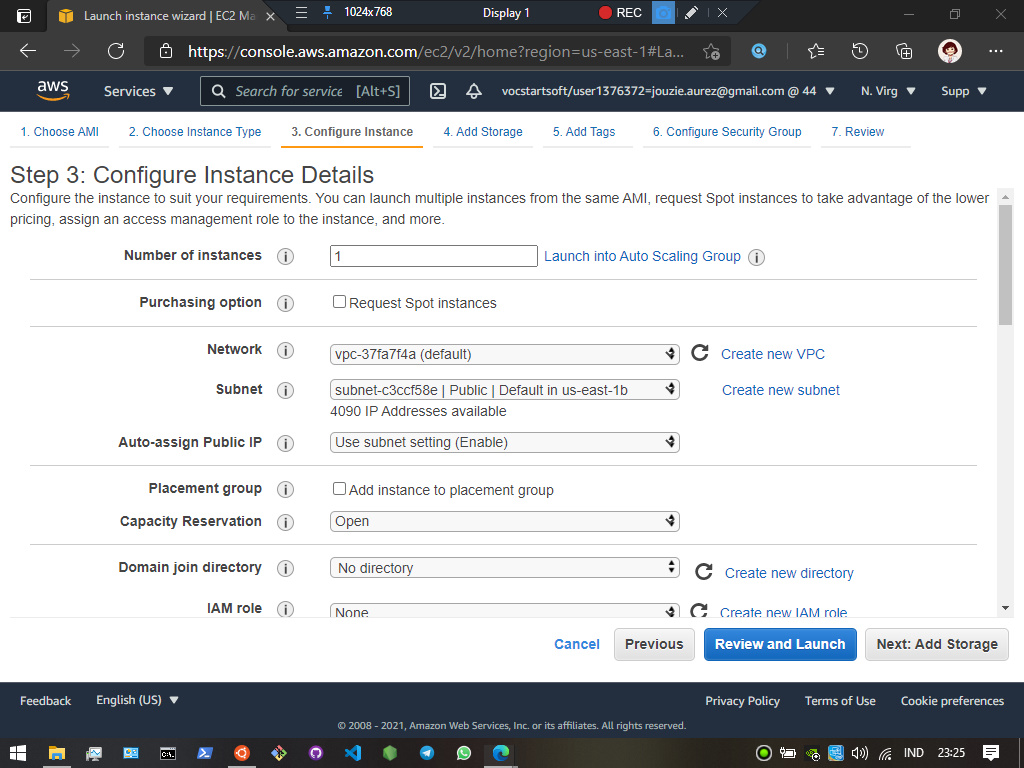 1024x768
Display 1
REC
Launch instance wizard | EC2 Ma
https://console.aws.amazon.com/ec2/v2/home?region=us-east-1#La...
aws
Services
Search for service
[Alt+S]
vocstartsoft/user1376372=jouzie.aurez@gmail.com @ 44
N. Virg
Supp
1. Choose AMI
2. Choose Instance Type
3. Configure Instance
4. Add Storage
5. Add Tags
6. Configure Security Group
7. Review
Step 3: Configure Instance Details
Configure the instance to suit your requirements. You can launch multiple instances from the same AMI, request Spot instances to take advantage of the lower
pricing, assign an access management role to the instance, and more.
Number of instances
1
Launch into Auto Scaling Group
Purchasing option
Request Spot instances
Network
vpc-37fa7f4a (default)
Create new VPC
Subnet
subnet-c3ccf58e | Public | Default in us-east-1b
Create new subnet
4090 IP Addresses available
Auto-assign Public IP
Use subnet setting (Enable)
Placement group
Add instance to placement group
Capacity Reservation
Open
Domain join directory
No directory
Create new directory
IAM role
None
Create new IAM role
Cancel
Previous
Review and Launch
Next: Add Storage
Feedback
English (US)
Privacy Policy
Terms of Use
Cookie preferences
© 2008 - 2021, Amazon Web Services, Inc. or its affiliates. All rights reserved.
IND
23:25